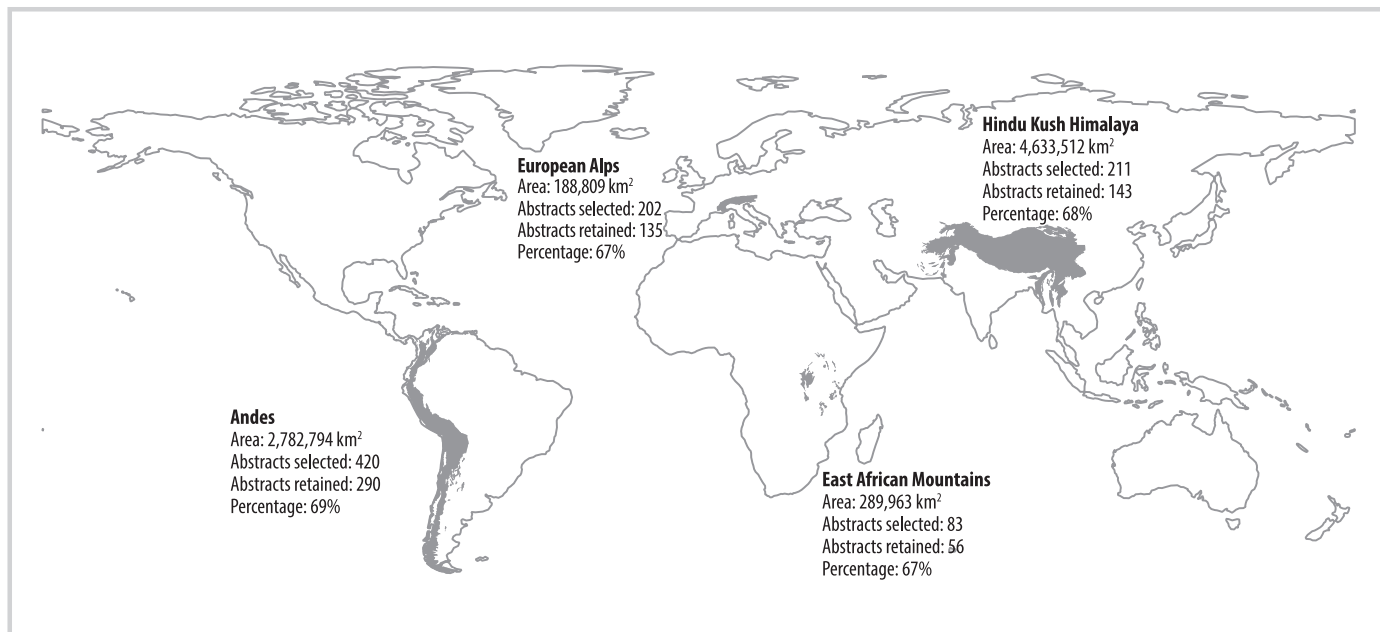 European Alps
Area: 188,809 km²
Abstracts selected: 202
Abstracts retained: 135
Percentage: 67%
Hindu Kush Himalaya
Area: 4,633,512 km²
Abstracts selected: 211
Abstracts retained: 143
Percentage: 68%
Andes
Area: 2,782,794 km²
Abstracts selected: 420
Abstracts retained: 290
Percentage: 69%
East African Mountains
Area: 289,963 km²
Abstracts selected: 83
Abstracts retained: 56
Percentage: 67%